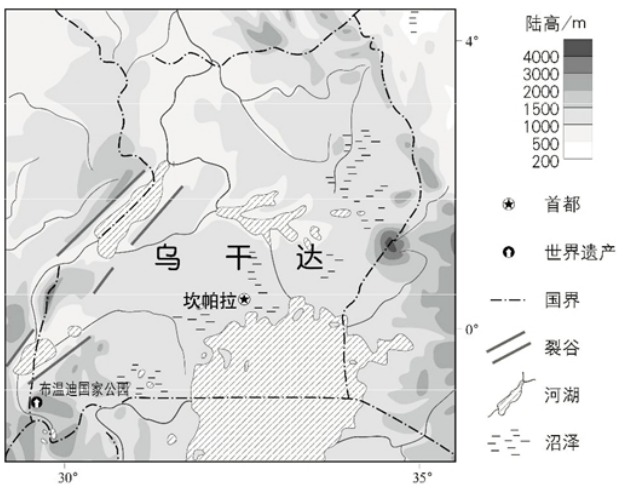 陆高/m
4000
3000
2000
1500
1000
500
200
4°
首都
世界遗产
国界
裂谷
河湖
沼泽
乌干达
坎帕拉
0°
布温迪国家公园
30°
35°